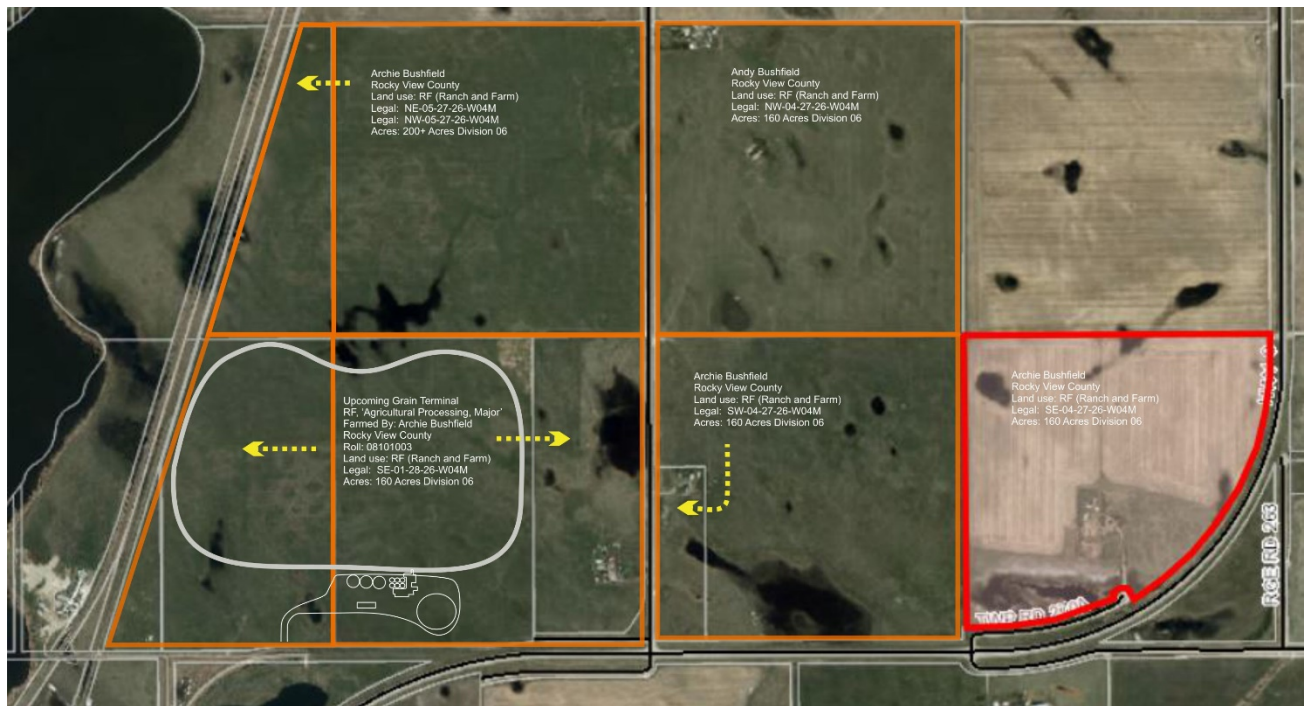 Archie Bushfield
Rocky View County
Land use: RF (Ranch and Farm)
Legal: NE-05-27-26-W04M
Legal: NW-05-27-26-W04M
Acres: 200+ Acres Division 06
Andy Bushfield
Rocky View County
Land use: RF (Ranch and Farm)
Legal: NW-04-27-26-W04M
Acres: 160 Acres Division 06
Upcoming Grain Terminal
RF, 'Agricultural Processing, Major'
Farmed By: Archie Bushfield
Rocky View County
Roll: 08101003
Land use: RF (Ranch and Farm)
Legal: SE-01-28-26-W04M
Acres: 160 Acres Division 06
Archie Bushfield
Rocky View County
Land use: RF (Ranch and Farm)
Legal: SW-04-27-26-W04M
Acres: 160 Acres Division 06
Archie Bushfield
Rocky View County
Land use: RF (Ranch and Farm)
Legal: SE-04-27-26-W04M
Acres: 160 Acres Division 06
TWP RD
RGE RD 263